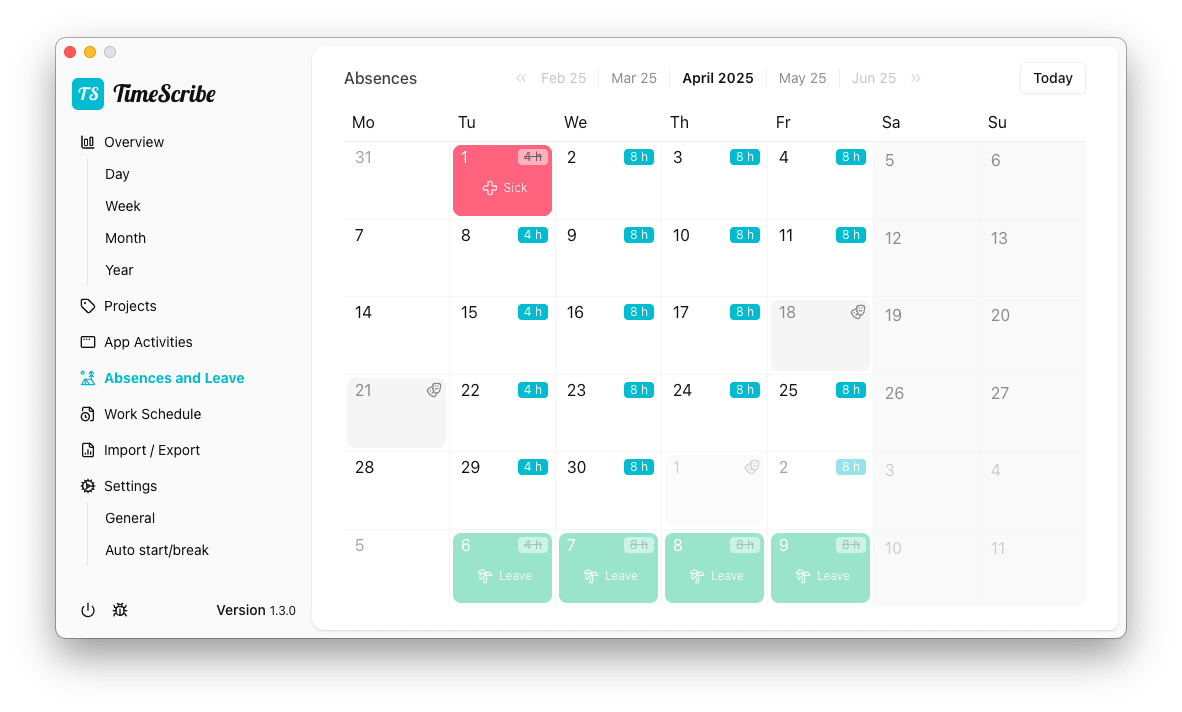 TS TimeScribe
Overview
Day
Week
Month
Year
Projects
App Activities
Absences and Leave
Work Schedule
Import / Export
Settings
General
Auto start/break
Version 1.3.0
Absences « Feb 25 Mar 25 April 2025 May 25 Jun 25 » Today
Mo Tu We Th Fr Sa Su
31 1 4 h 2 8 h 3 8 h 4 8 h 5 6
Sick
7 8 4 h 9 8 h 10 8 h 11 8 h 12 13
14 15 4 h 16 8 h 17 8 h 18 19 20
21 22 4 h 23 8 h 24 8 h 25 8 h 26 27
28 29 4 h 30 8 h 1 2 8 h 3 4
5 6 4 h 7 8 h 8 8 h 9 8 h 10 11
Leave Leave Leave Leave